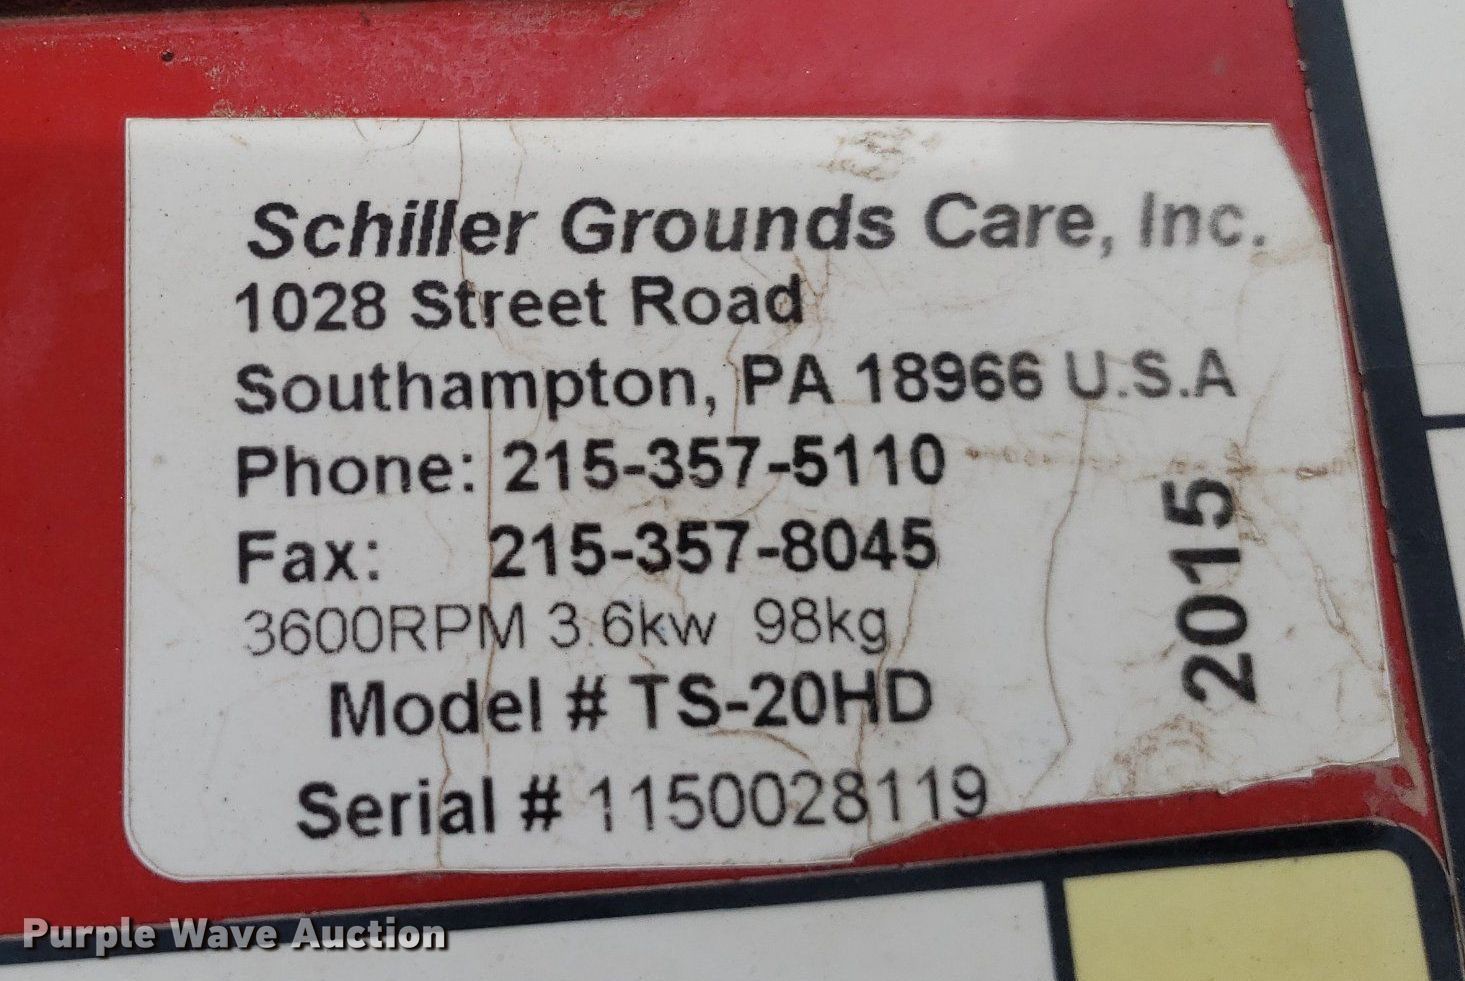 Schiller Grounds Care, Inc.
1028 Street Road
Southampton, PA 18966 U.S.A
Phone: 215-357-5110
Fax: 215-357-8045
3600RPM 3.6kw 98kg
Model # TS-20HD
Serial # 1150028119
2015
Purple Wave Auction